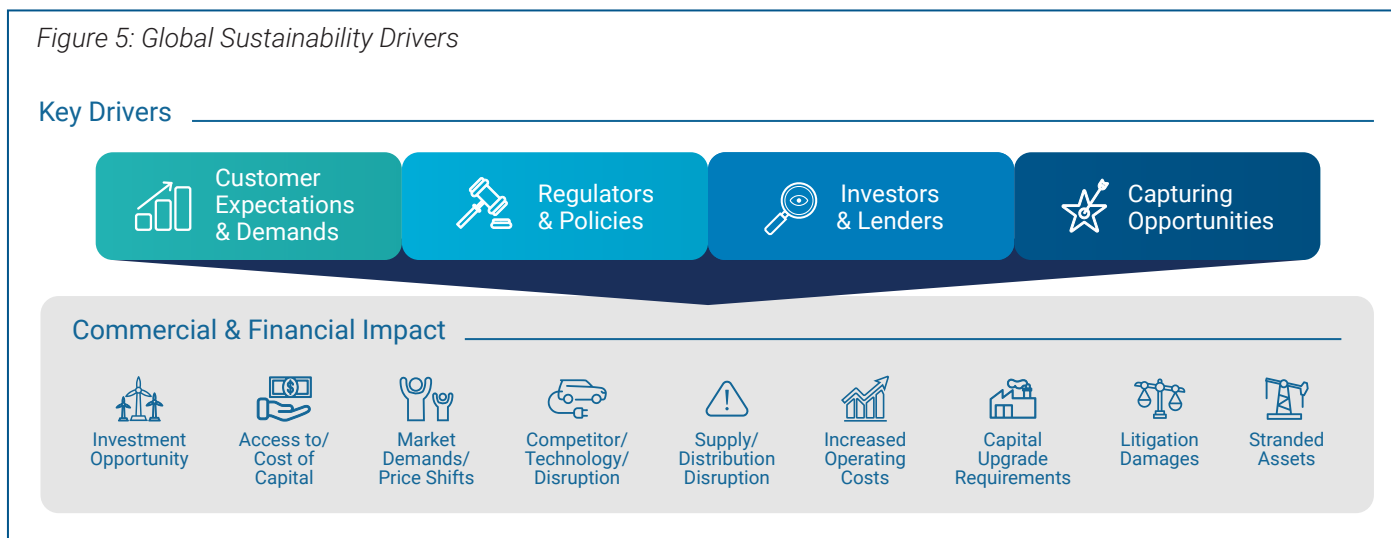 Figure 5: Global Sustainability Drivers
Key Drivers
Customer
Expectations
& Demands
Regulators
& Policies
Investors
& Lenders
Capturing
Opportunities
Commercial & Financial Impact
Investment
Opportunity
Access to/
Cost of
Capital
Market
Demands/
Price Shifts
Competitor/
Technology/
Disruption
Supply/
Distribution
Disruption
Increased
Operating
Costs
Capital
Upgrade
Requirements
Litigation
Damages
Stranded
Assets